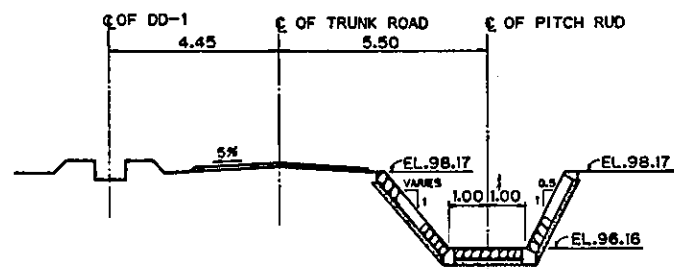 ℄ OF DD-1
℄ OF TRUNK ROAD
℄ OF PITCH RUD
4.45
5.50
5%
EL.98.17
VARIES
1
1.00 1.00
0.5
1
EL.98.17
EL.96.16